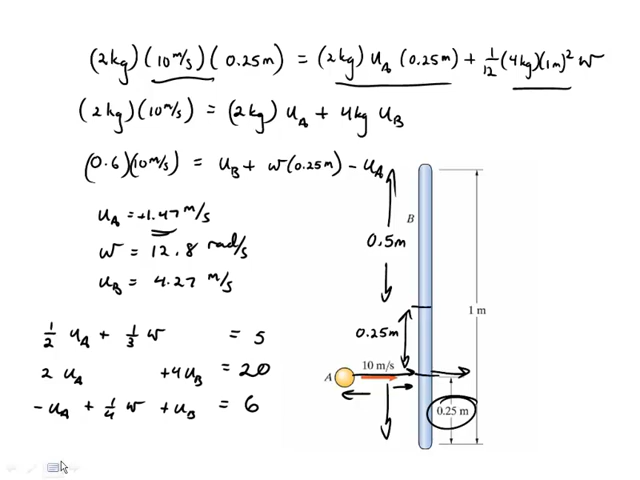 (2kg)(10 m/s)(0.25m) = (2kg) u_A (0.25m) + 1/12 (4kg)(1m)² w
(2kg)(10 m/s) = (2kg) u_A + 4kg u_B
(0.6)(10 m/s) = u_B + w(0.25m) - u_A
u_A = +1.47 m/s
w = 12.8 rad/s
u_B = 4.27 m/s
1/2 u_A + 1/3 w = 5
2 u_A + 4 u_B = 20
- u_A + 1/4 w + u_B = 6
B
0.5m
1 m
0.25m
10 m/s
A
0.25 m